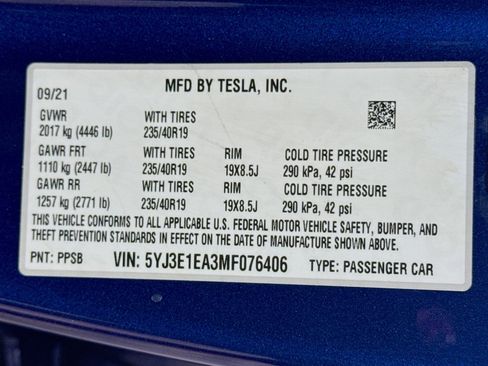 MFD BY TESLA, INC.
09/21
GVWR WITH TIRES
2017 kg (4446 lb) 235/40R19
GAWR FRT WITH TIRES RIM COLD TIRE PRESSURE
1110 kg (2447 lb) 235/40R19 19X8.5J 290 kPa, 42 psi
GAWR RR WITH TIRES RIM COLD TIRE PRESSURE
1257 kg (2771 lb) 235/40R19 19X8.5J 290 kPa, 42 psi
THIS VEHICLE CONFORMS TO ALL APPLICABLE U.S. FEDERAL MOTOR VEHICLE SAFETY, BUMPER, AND
THEFT PREVENTION STANDARDS IN EFFECT ON THE DATE OF MANUFACTURE SHOWN ABOVE.
PNT: PPSB VIN: 5YJ3E1EA3MF076406 TYPE: PASSENGER CAR